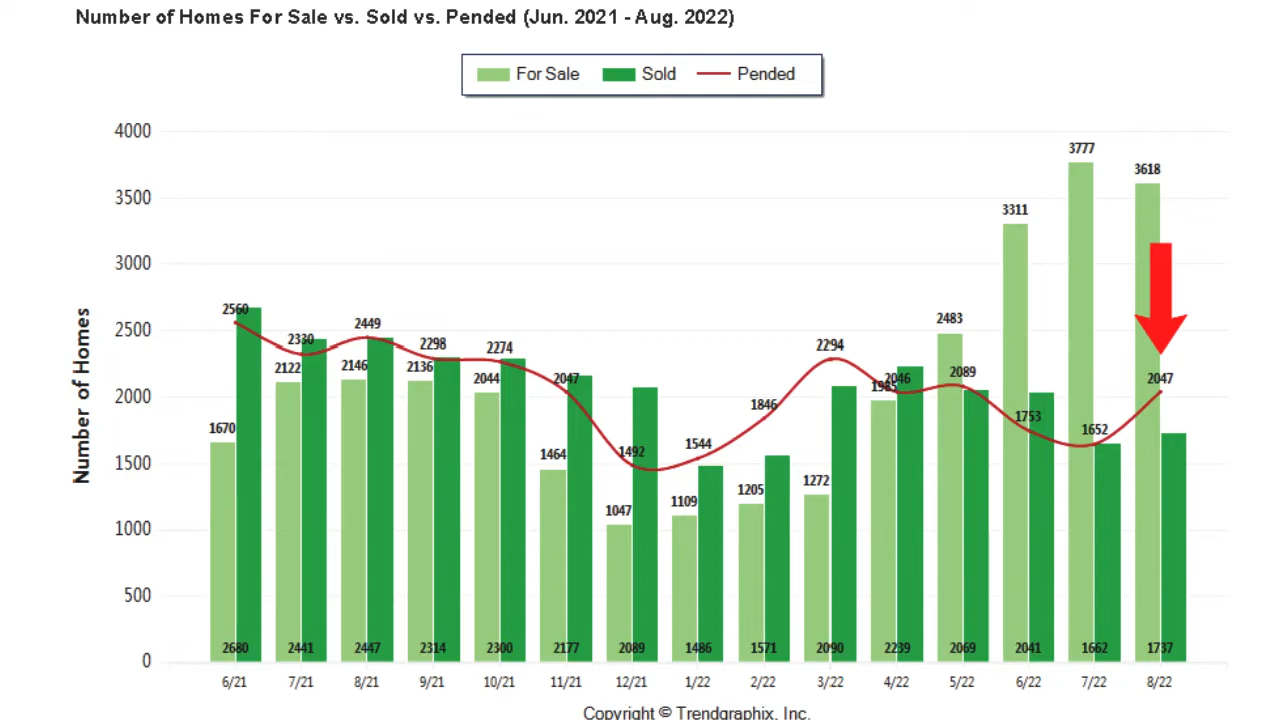 Number of Homes For Sale vs. Sold vs. Pended (Jun. 2021 - Aug. 2022)
For Sale Sold Pended
4000
3500
3000
2500
2000
1500
1000
500
0
Number of Homes
2560 2330 2449 2298 2274 2047 1492 1544 1846 2294 2046 2089 1753 1652 2047
1670 2122 2146 2136 2044 1464 1047 1109 1205 1272 1985 2483 3311 3777 3618
2680 2441 2447 2314 2300 2177 2089 1486 1571 2090 2239 2069 2041 1662 1737
6/21 7/21 8/21 9/21 10/21 11/21 12/21 1/22 2/22 3/22 4/22 5/22 6/22 7/22 8/22
Copyright © Trendgraphix, Inc.